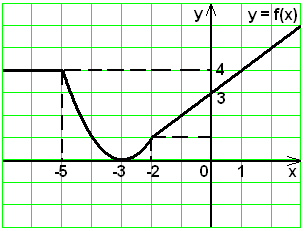 y y = f(x)
4
3
-5 -3 -2 0 1 x